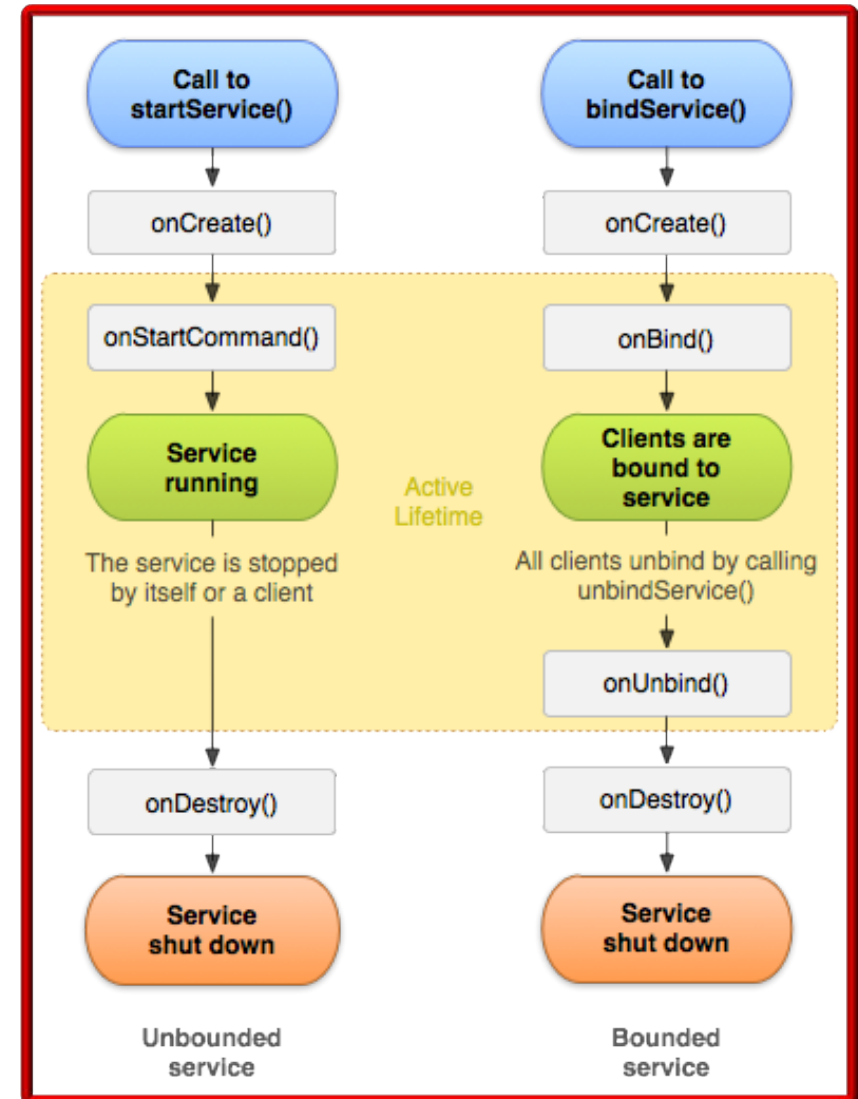 Call to
startService()
onCreate()
onStartCommand()
Service
running
The service is stopped
by itself or a client
onDestroy()
Service
shut down
Unbounded
service
Active
Lifetime
Call to
bindService()
onCreate()
onBind()
Clients are
bound to
service
All clients unbind by calling
unbindService()
onUnbind()
onDestroy()
Service
shut down
Bounded
service